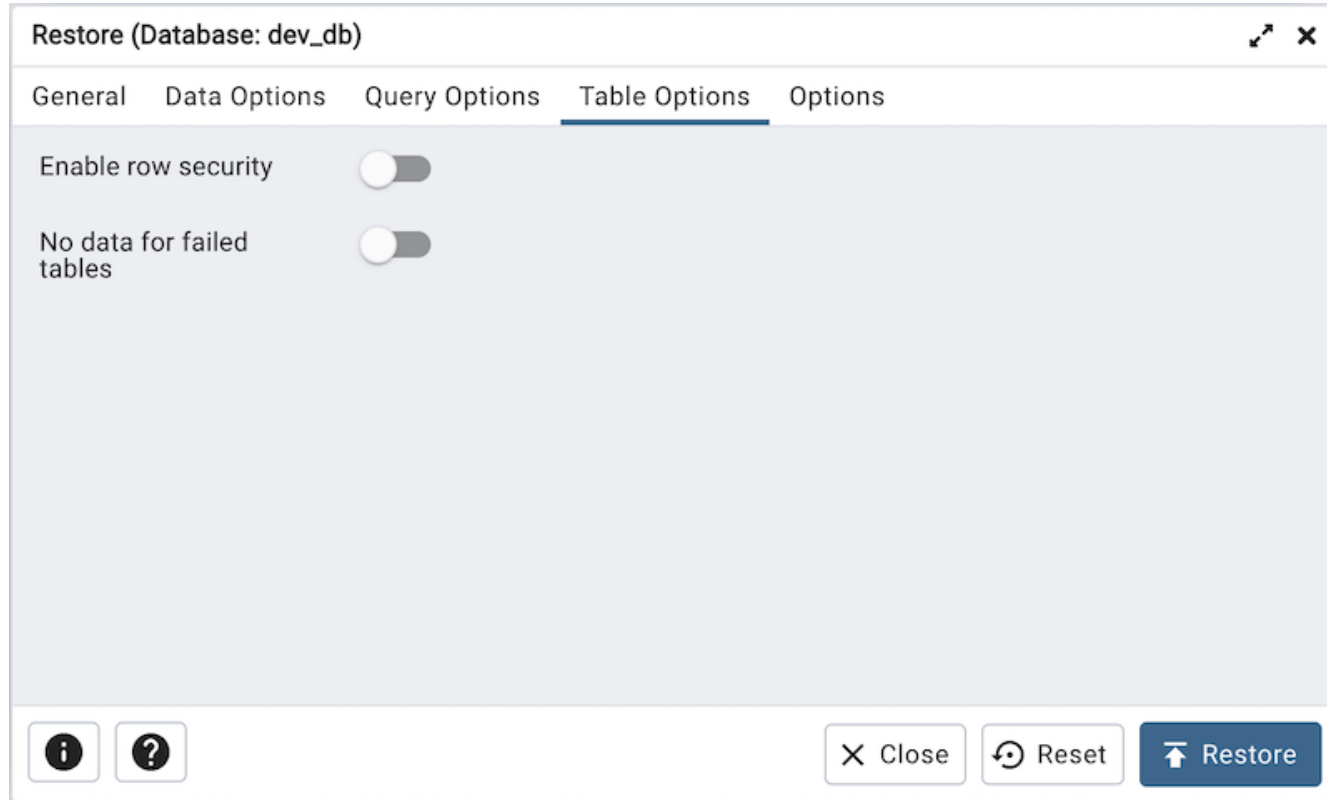 Restore (Database: dev_db)
General Data Options Query Options Table Options Options
Enable row security
No data for failed
tables
Close Reset Restore